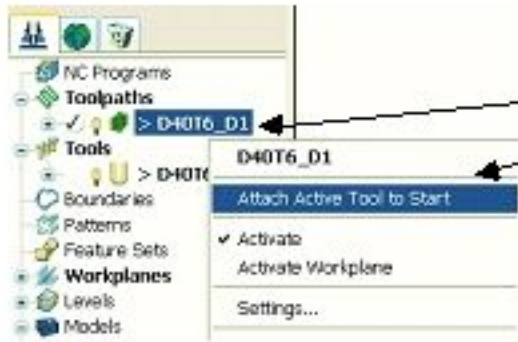 NC Programs
Toolpaths
> D40T6_D1
Tools
> D40T6
Boundaries
Patterns
Feature Sets
Workplanes
Levels
Models
D40T6_D1
Attach Active Tool to Start
Activate
Activate Workplane
Settings...